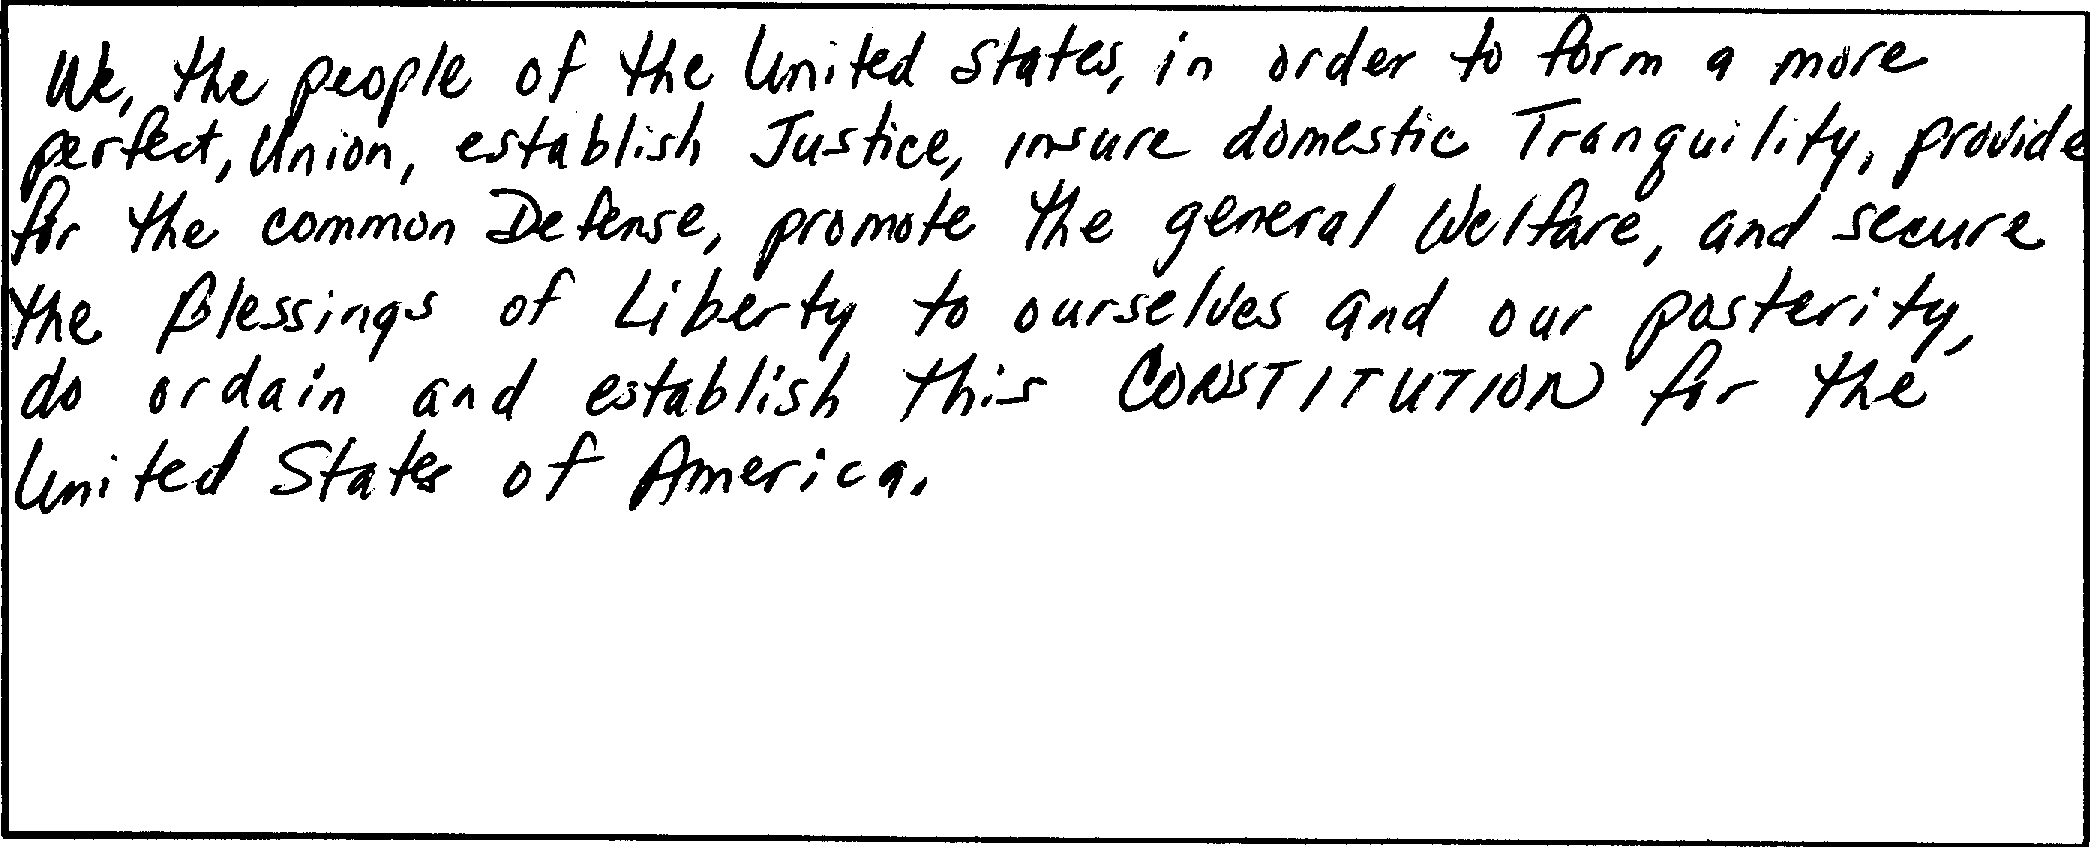 We, the people of the United States, in order to form a more
perfect, Union, establish Justice, insure domestic Tranquility, provide
for the common Defense, promote the general Welfare, and secure
the Blessings of Liberty to ourselves and our posterity,
do ordain and establish this CONSTITUTION for the
United States of America.